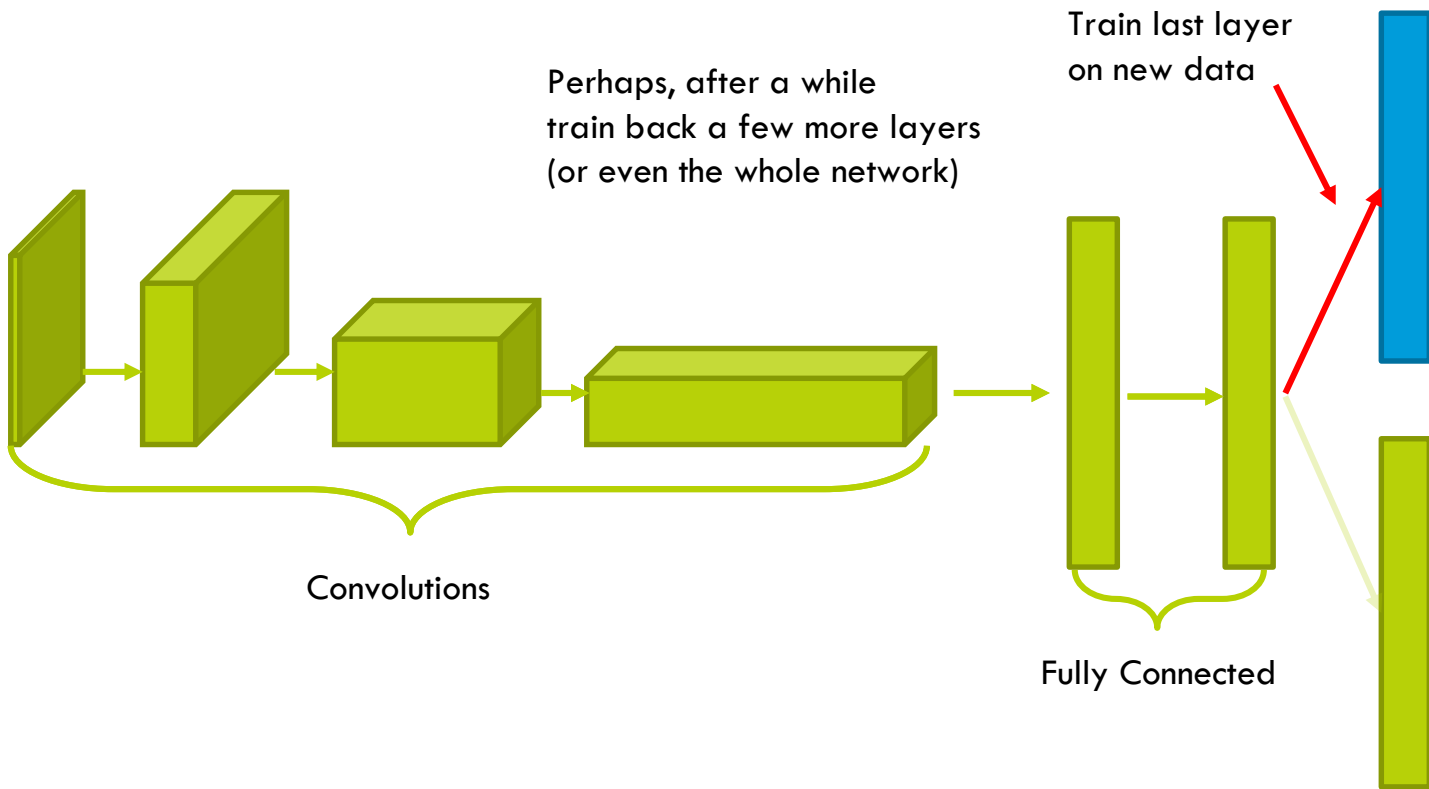 Train last layer
on new data
Perhaps, after a while
train back a few more layers
(or even the whole network)
Convolutions
Fully Connected